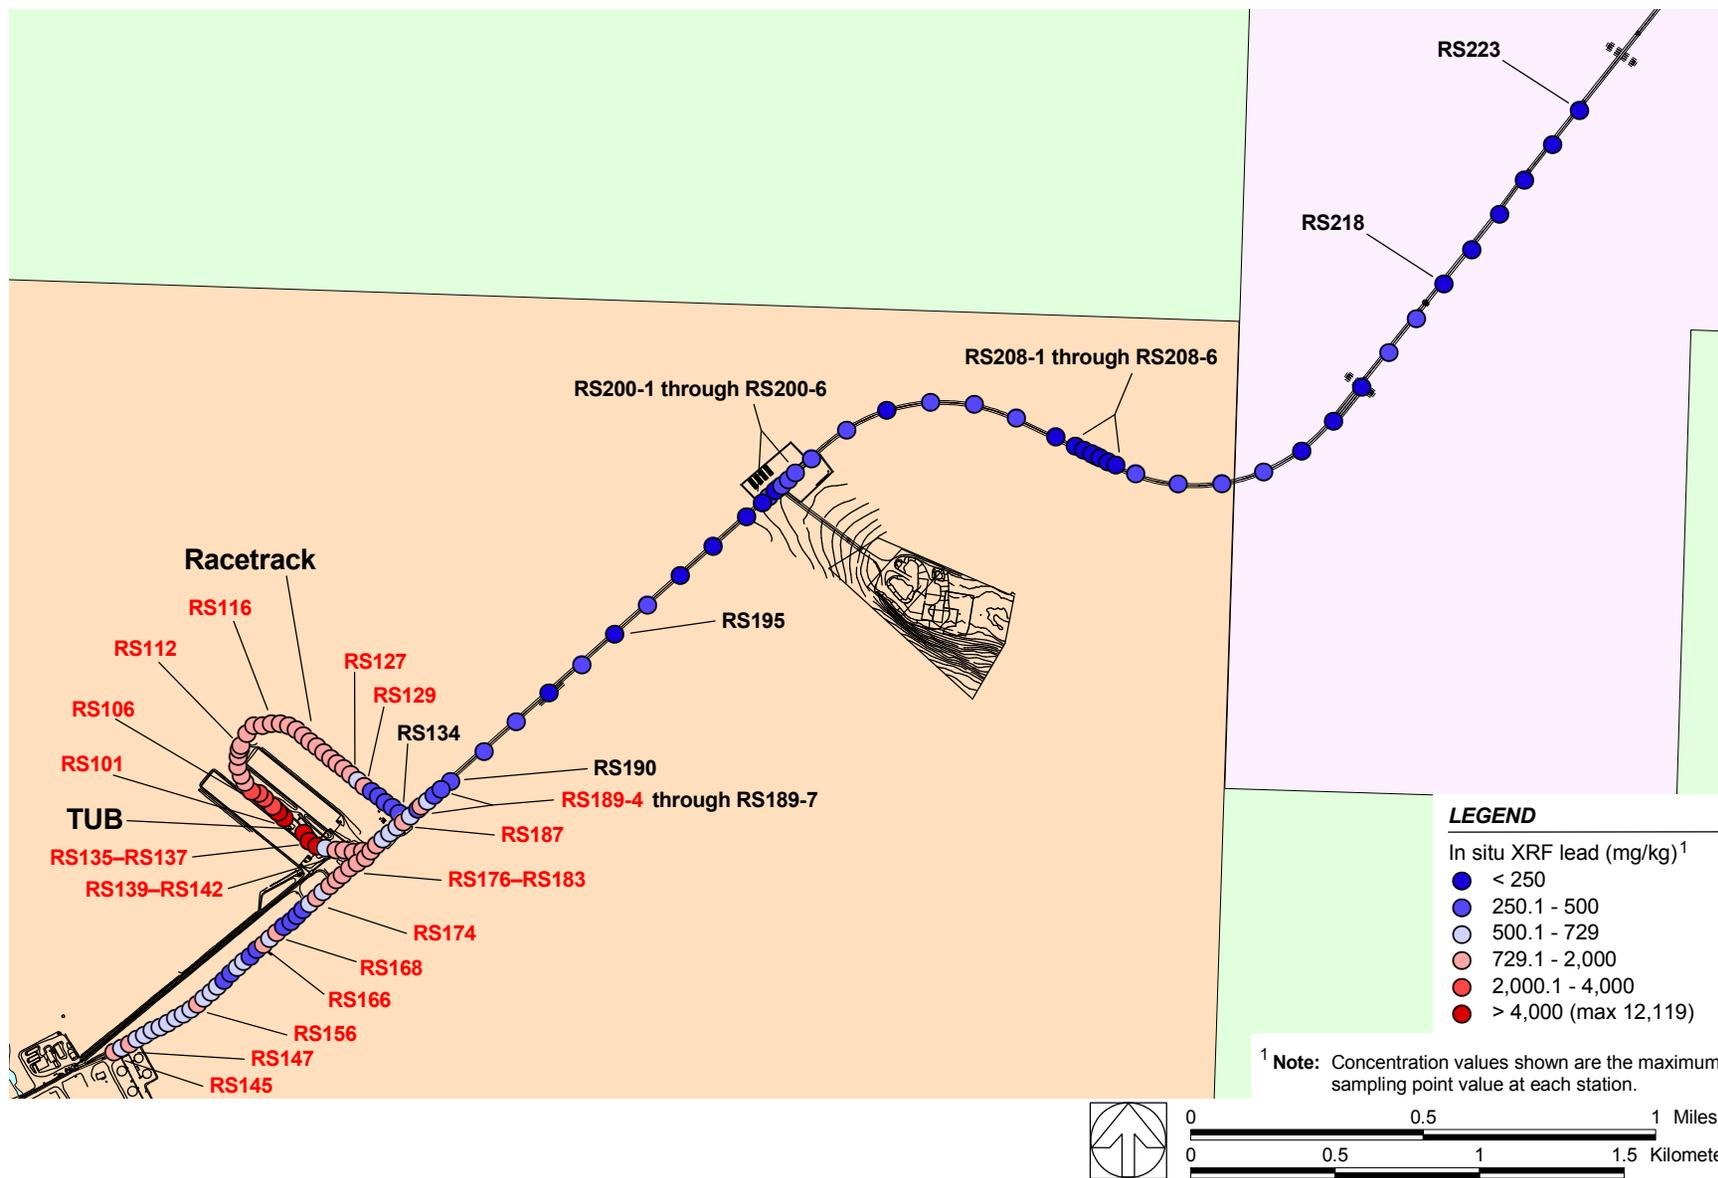 RS223
RS218
RS208-1 through RS208-6
RS200-1 through RS200-6
Racetrack
RS116
RS195
RS112
RS127
RS129
RS106
RS134
RS101
RS190
RS189-4 through RS189-7
TUB
RS187
RS135–RS137
RS139–RS142
RS176–RS183
RS174
RS168
RS166
RS156
RS147
RS145
LEGEND
In situ XRF lead (mg/kg)1
< 250
250.1 - 500
500.1 - 729
729.1 - 2,000
2,000.1 - 4,000
> 4,000 (max 12,119)
1 Note: Concentration values shown are the maximum
sampling point value at each station.
0 0.5 1 Miles
0 0.5 1 1.5 Kilomete